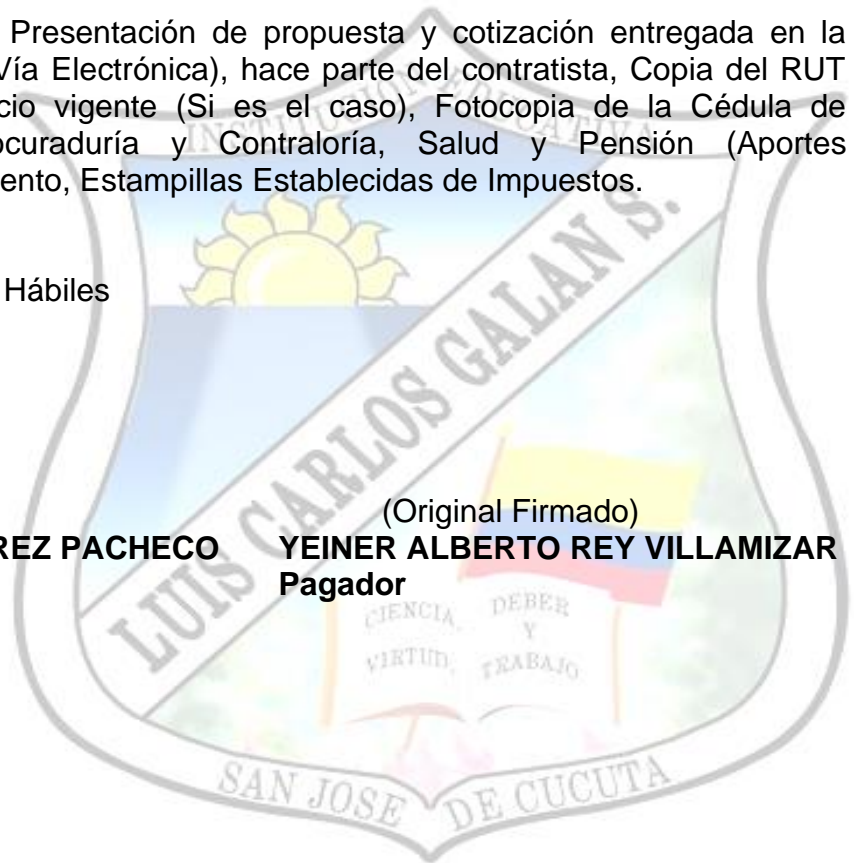 Presentación de propuesta y cotización entregada en la
Vía Electrónica), hace parte del contratista, Copia del RUT
cio vigente (Si es el caso), Fotocopia de la Cédula de
ocuraduría y Contraloría, Salud y Pensión (Aportes
ento, Estampillas Establecidas de Impuestos.
Hábiles
(Original Firmado)
REZ PACHECO YEINER ALBERTO REY VILLAMIZAR
Pagador
INSTITUCIÓN EDUCATIVA
LUIS CARLOS GALAN S.
CIENCIA,
VIRTUD,
DEBER
Y
TRABAJO
SAN JOSE DE CUCUTA